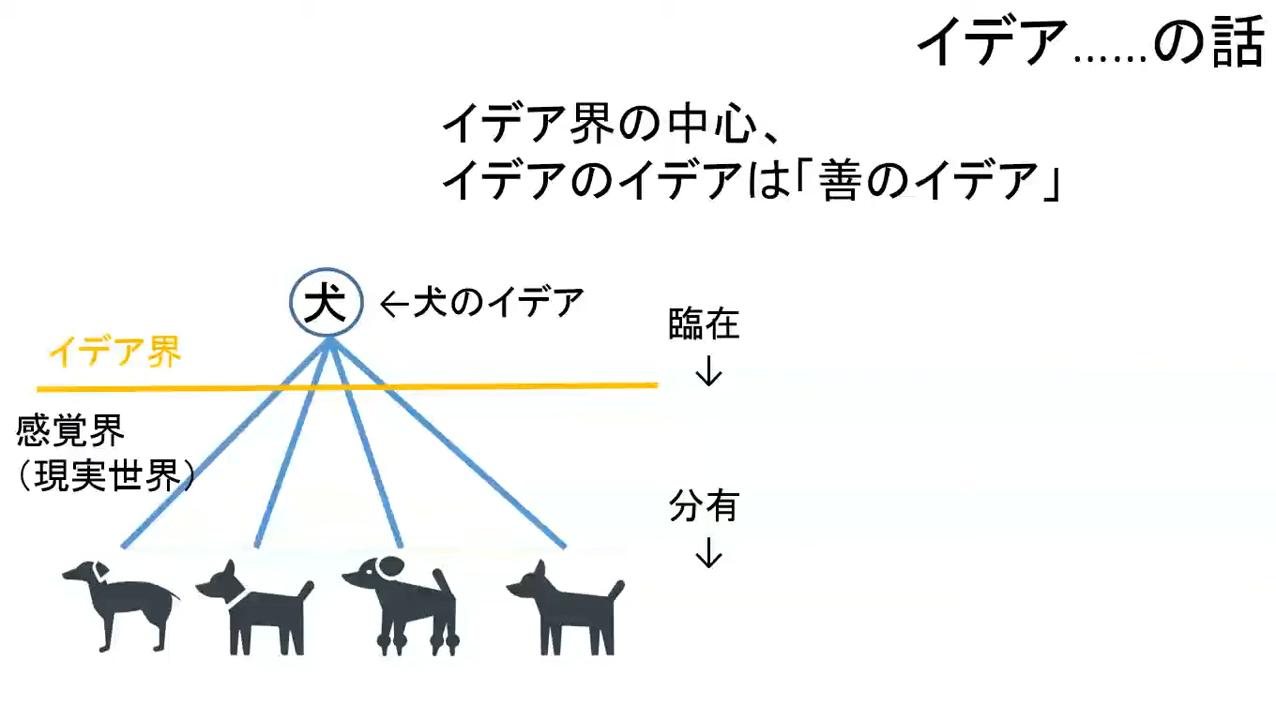 イデア……の話
イデア界の中心、
イデアのイデアは「善のイデア」
犬
←犬のイデア
臨在
↓
イデア界
感覚界
（現実世界）
分有
↓